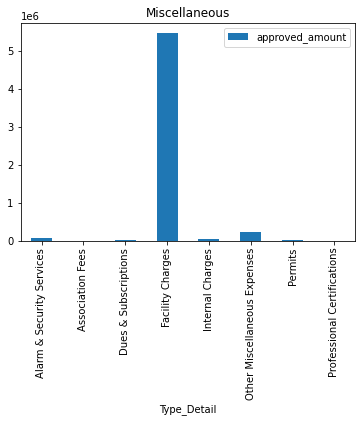 Miscellaneous
1e6
approved_amount
5
4
3
2
1
0
Alarm & Security Services
Association Fees
Dues & Subscriptions
Facility Charges
Internal Charges
Other Miscellaneous Expenses
Permits
Professional Certifications
Type_Detail